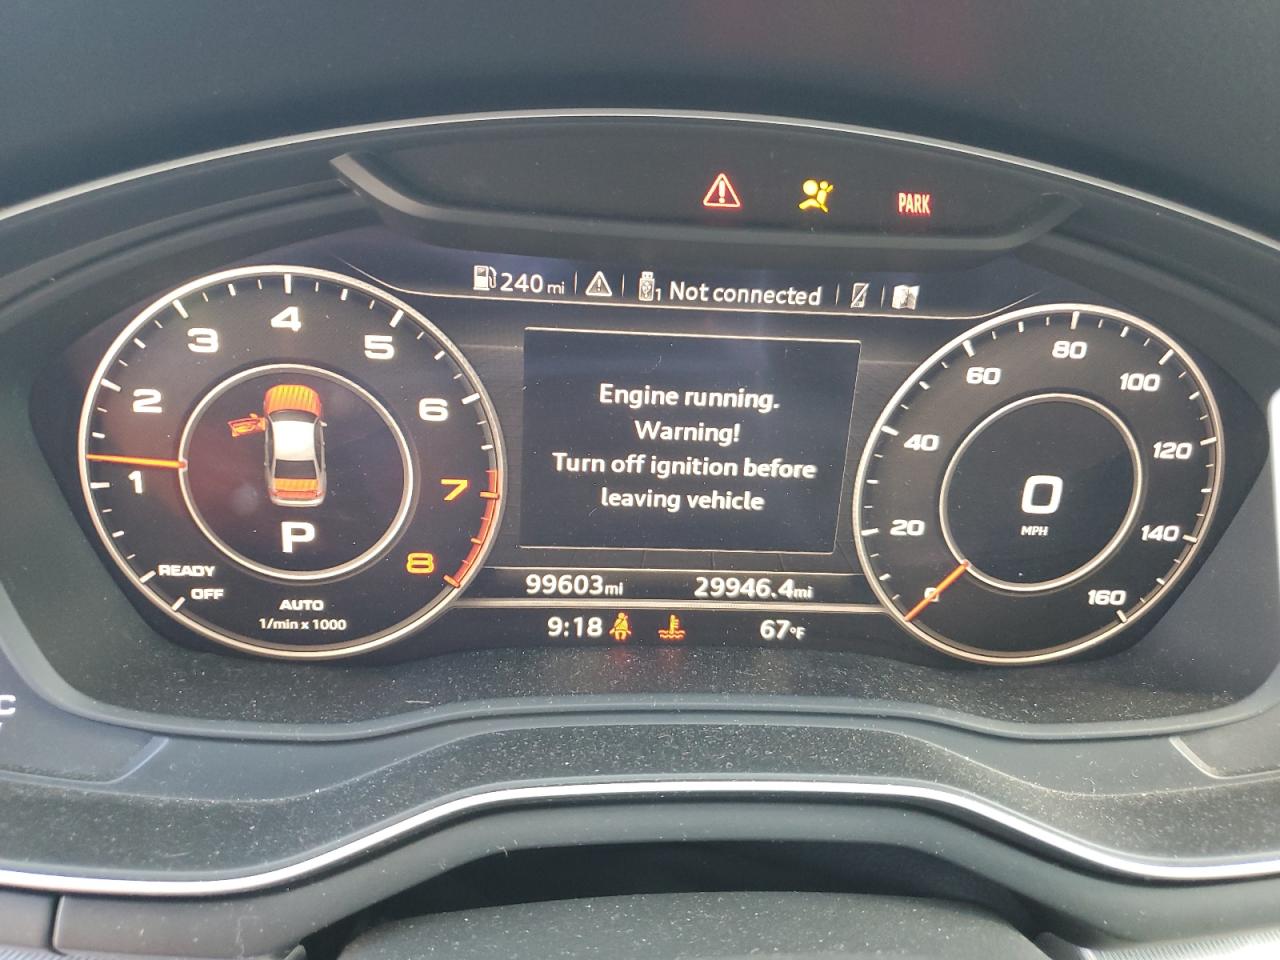 PARK
240 mi
1 Not connected
Engine running.
Warning!
Turn off ignition before
leaving vehicle
99603mi
29946.4mi
9:18
67°F
1
2
3
4
5
6
7
8
P
READY
OFF
AUTO
1/min x 1000
0
20
40
60
80
100
120
140
160
0
MPH
C